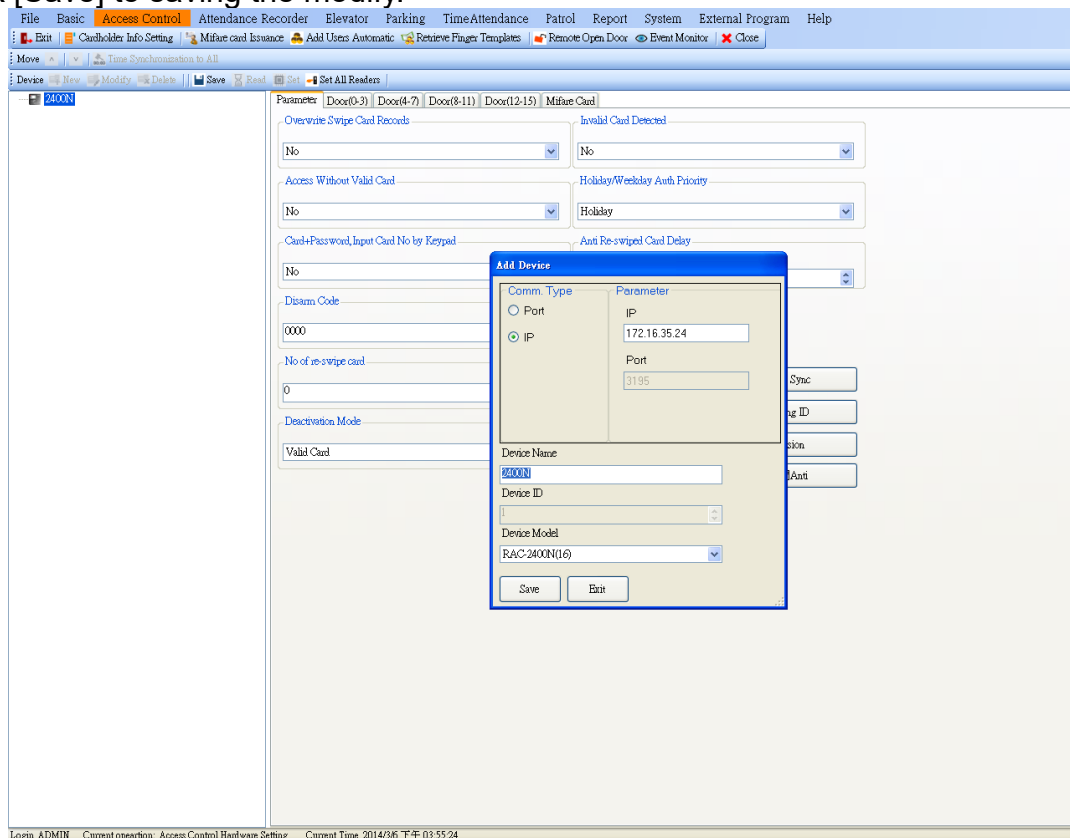 [Save] to saving the modify.
File Basic Access Control Attendance Recorder Elevator Parking TimeAttendance Patrol Report System External Program Help
Exit Cardholder Info Setting Mifare card Issuance Add Users Automatic Retrieve Finger Templates Remote Open Door Event Monitor Close
Move Time Synchronization to All
Device New Modify Delete Save Read Set Set All Readers
2400N
Parameter Door(0-3) Door(4-7) Door(8-11) Door(12-15) Mifare Card
Overwrite Swipe Card Records Invalid Card Detected
No No
Access Without Valid Card Holiday/Weekday Auth Priority
No Holiday
Card+Password,Input Card No by Keypad Anti Re-swiped Card Delay
No
Disarm Code
0000
No of re-swipe card
0
Deactivation Mode
Valid Card
Sync
ng ID
sion
Anti
Add Device
Comm. Type Parameter
Port IP
IP 172.16.35.24
Port
3195
Device Name
2400N
Device ID
1
Device Model
RAC-2400N(16)
Save Exit
Login ADMIN Current opeartion: Access Control Hardware Setting Current Time 2014/3/6 下午 03:55:24